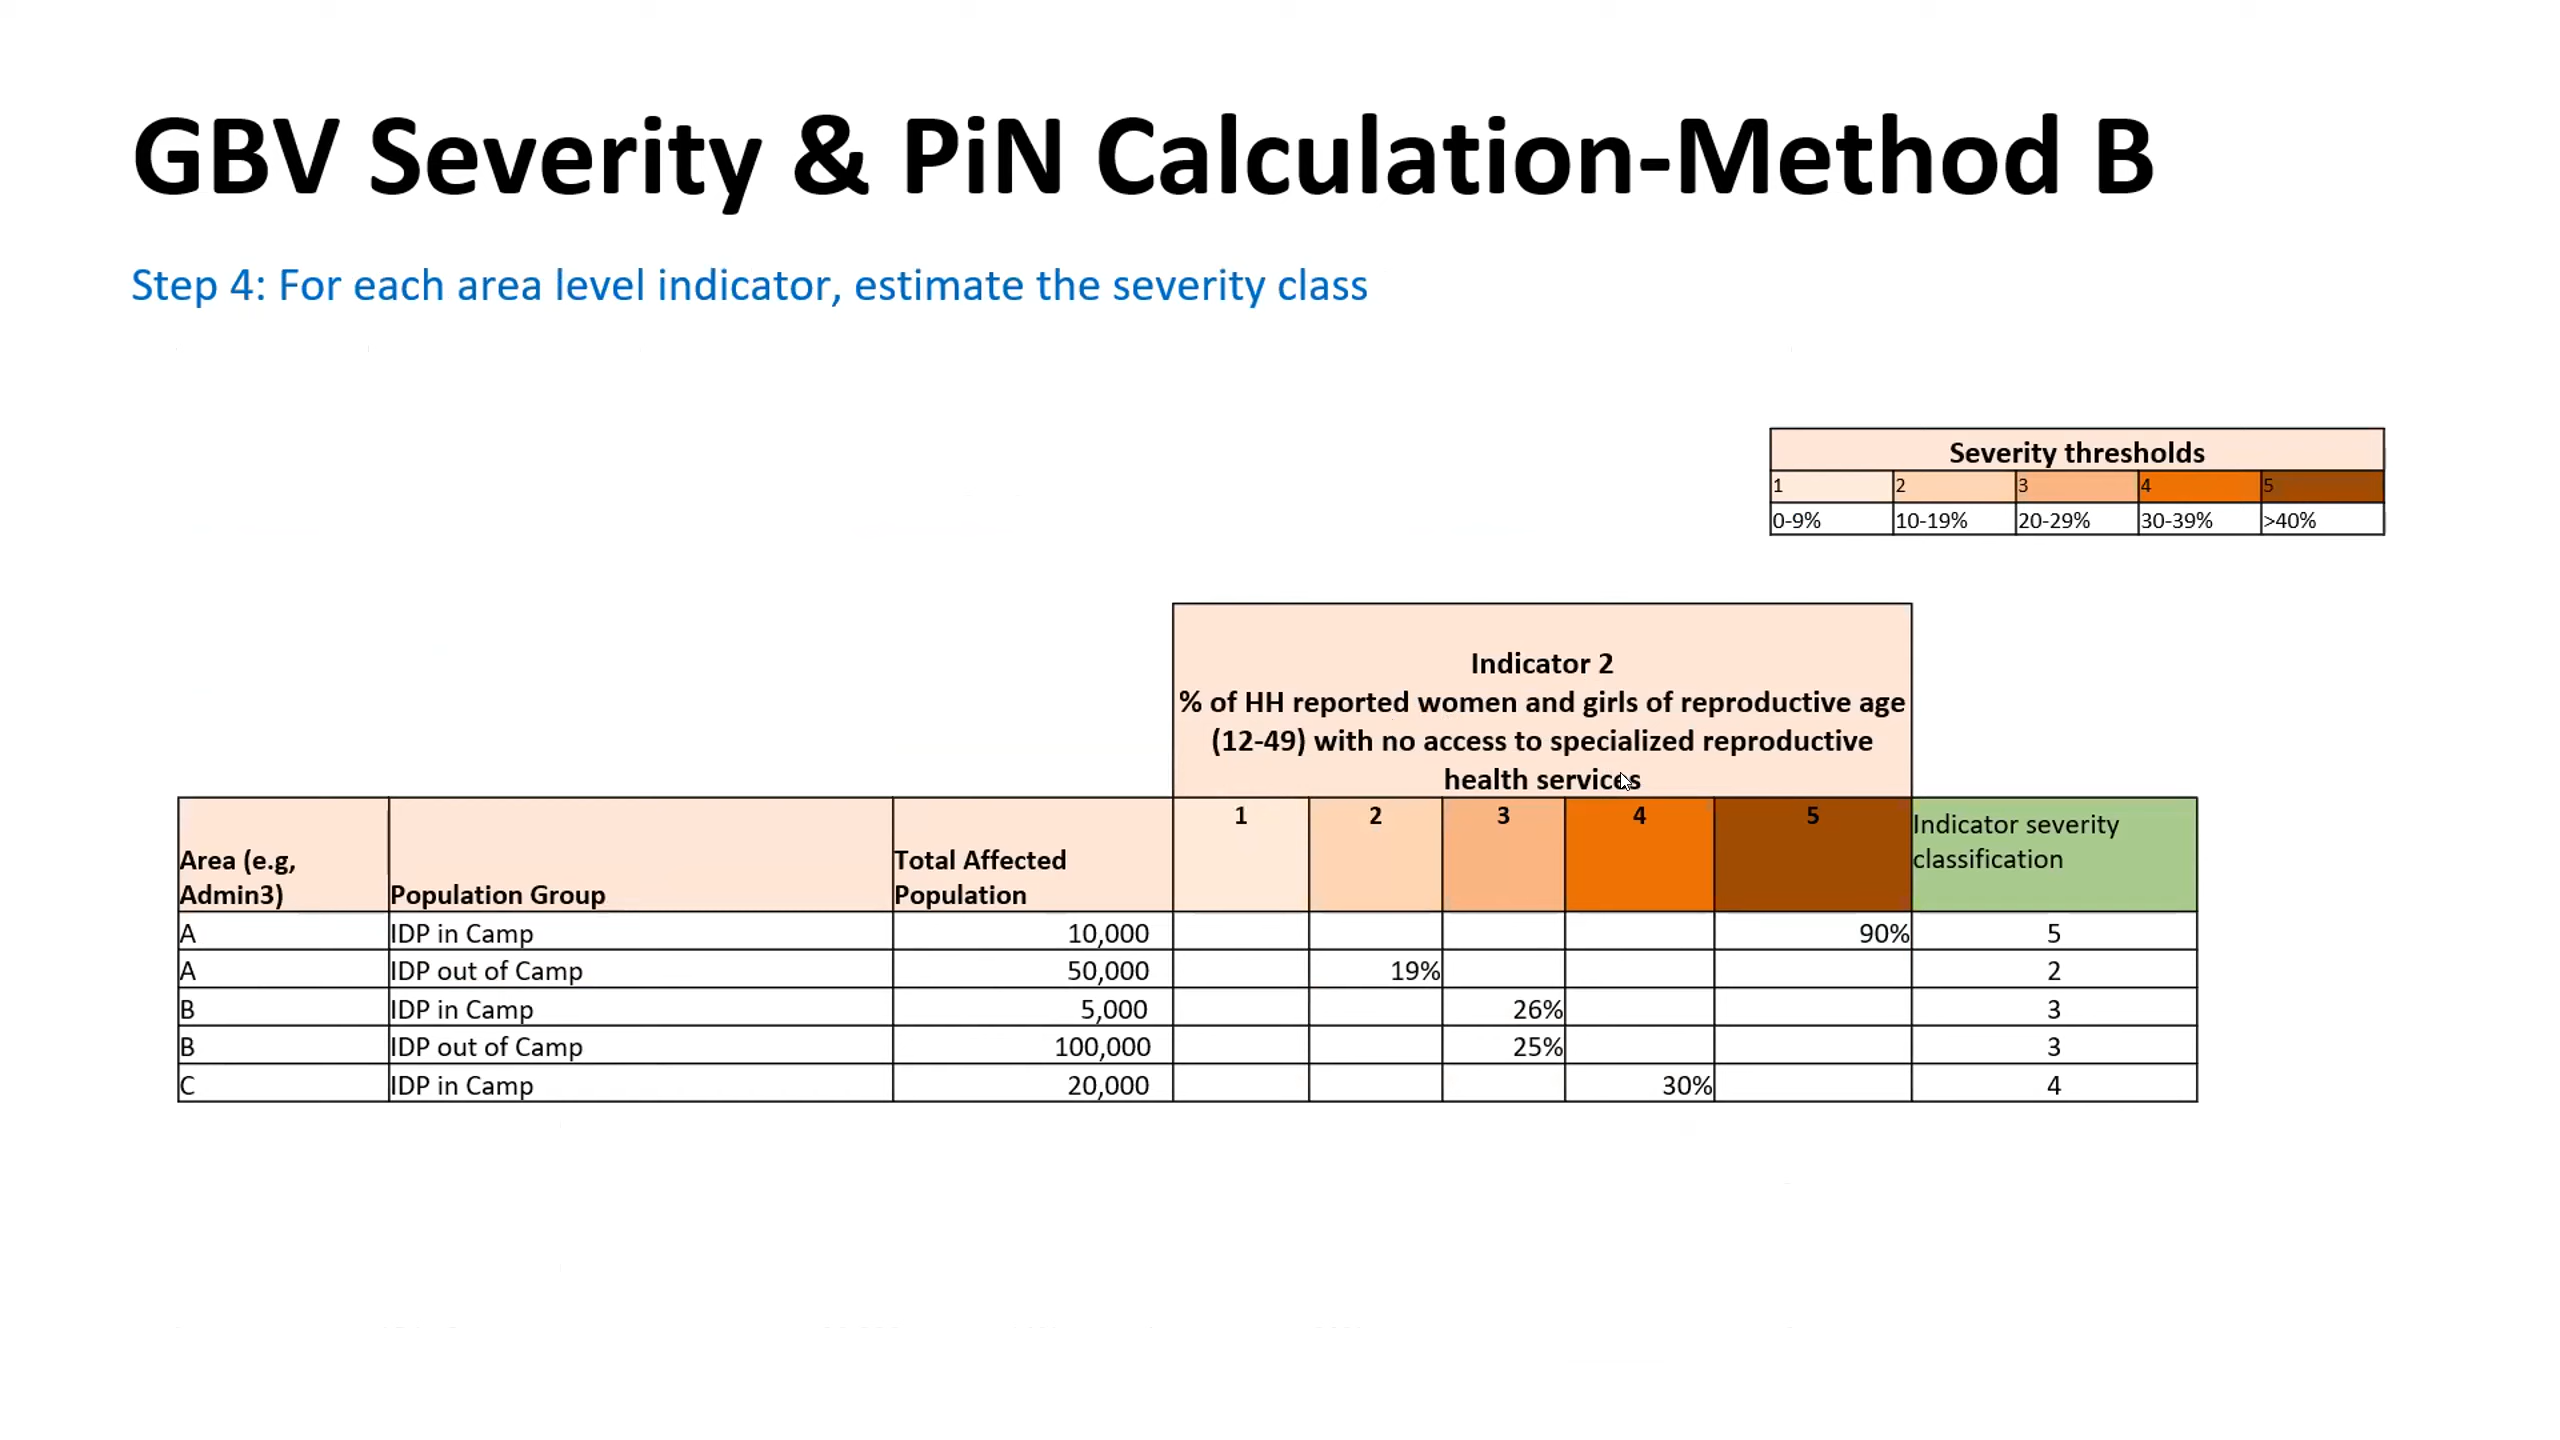 GBV Severity & PiN Calculation-Method B
Step 4: For each area level indicator, estimate the severity class
Severity thresholds
1 2 3 4 5
0-9% 10-19% 20-29% 30-39% >40%
Indicator 2
% of HH reported women and girls of reproductive age
(12-49) with no access to specialized reproductive
health services
Area (e.g,
Admin3)
Population Group
Total Affected
Population
1 2 3 4 5
Indicator severity
classification
A IDP in Camp 10,000 90% 5
A IDP out of Camp 50,000 19% 2
B IDP in Camp 5,000 26% 3
B IDP out of Camp 100,000 25% 3
C IDP in Camp 20,000 30% 4